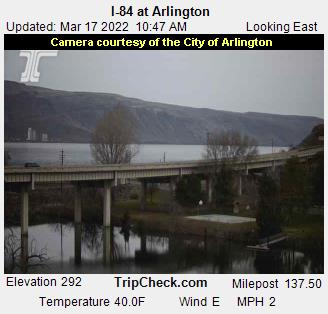 I-84 at Arlington
Updated: Mar 17 2022 10:47 AM Looking East
Camera courtesy of the City of Arlington
Elevation 292 TripCheck.com Milepost 137.50
Temperature 40.0F Wind E MPH 2